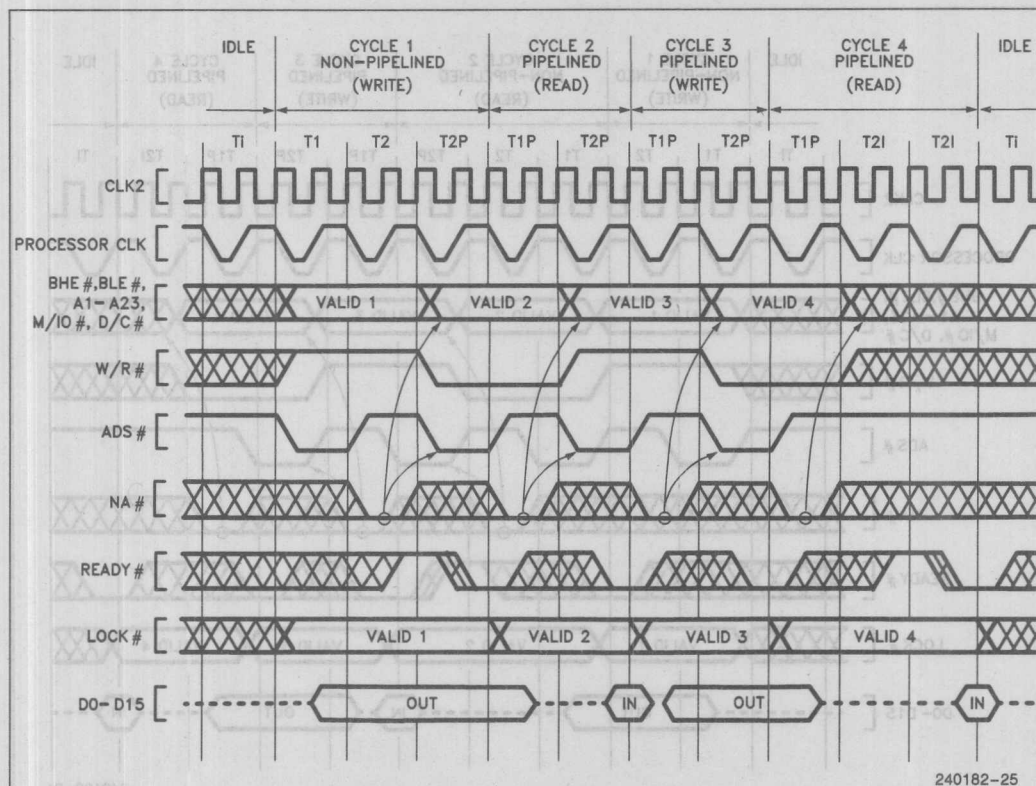 IDLE CYCLE 1 CYCLE 2 CYCLE 3 CYCLE 4 IDLE
NON-PIPELINED PIPELINED PIPELINED PIPELINED
(WRITE) (READ) (WRITE) (READ)
Ti T1 T2 T2P T1P T2P T1P T2P T1P T2I T2I Ti
CLK2
PROCESSOR CLK
BHE #, BLE #,
A1-A23,
M/IO #, D/C #
VALID 1 VALID 2 VALID 3 VALID 4
W/R #
ADS #
NA #
READY #
LOCK # VALID 1 VALID 2 VALID 3 VALID 4
D0-D15 OUT IN OUT IN
240182-25